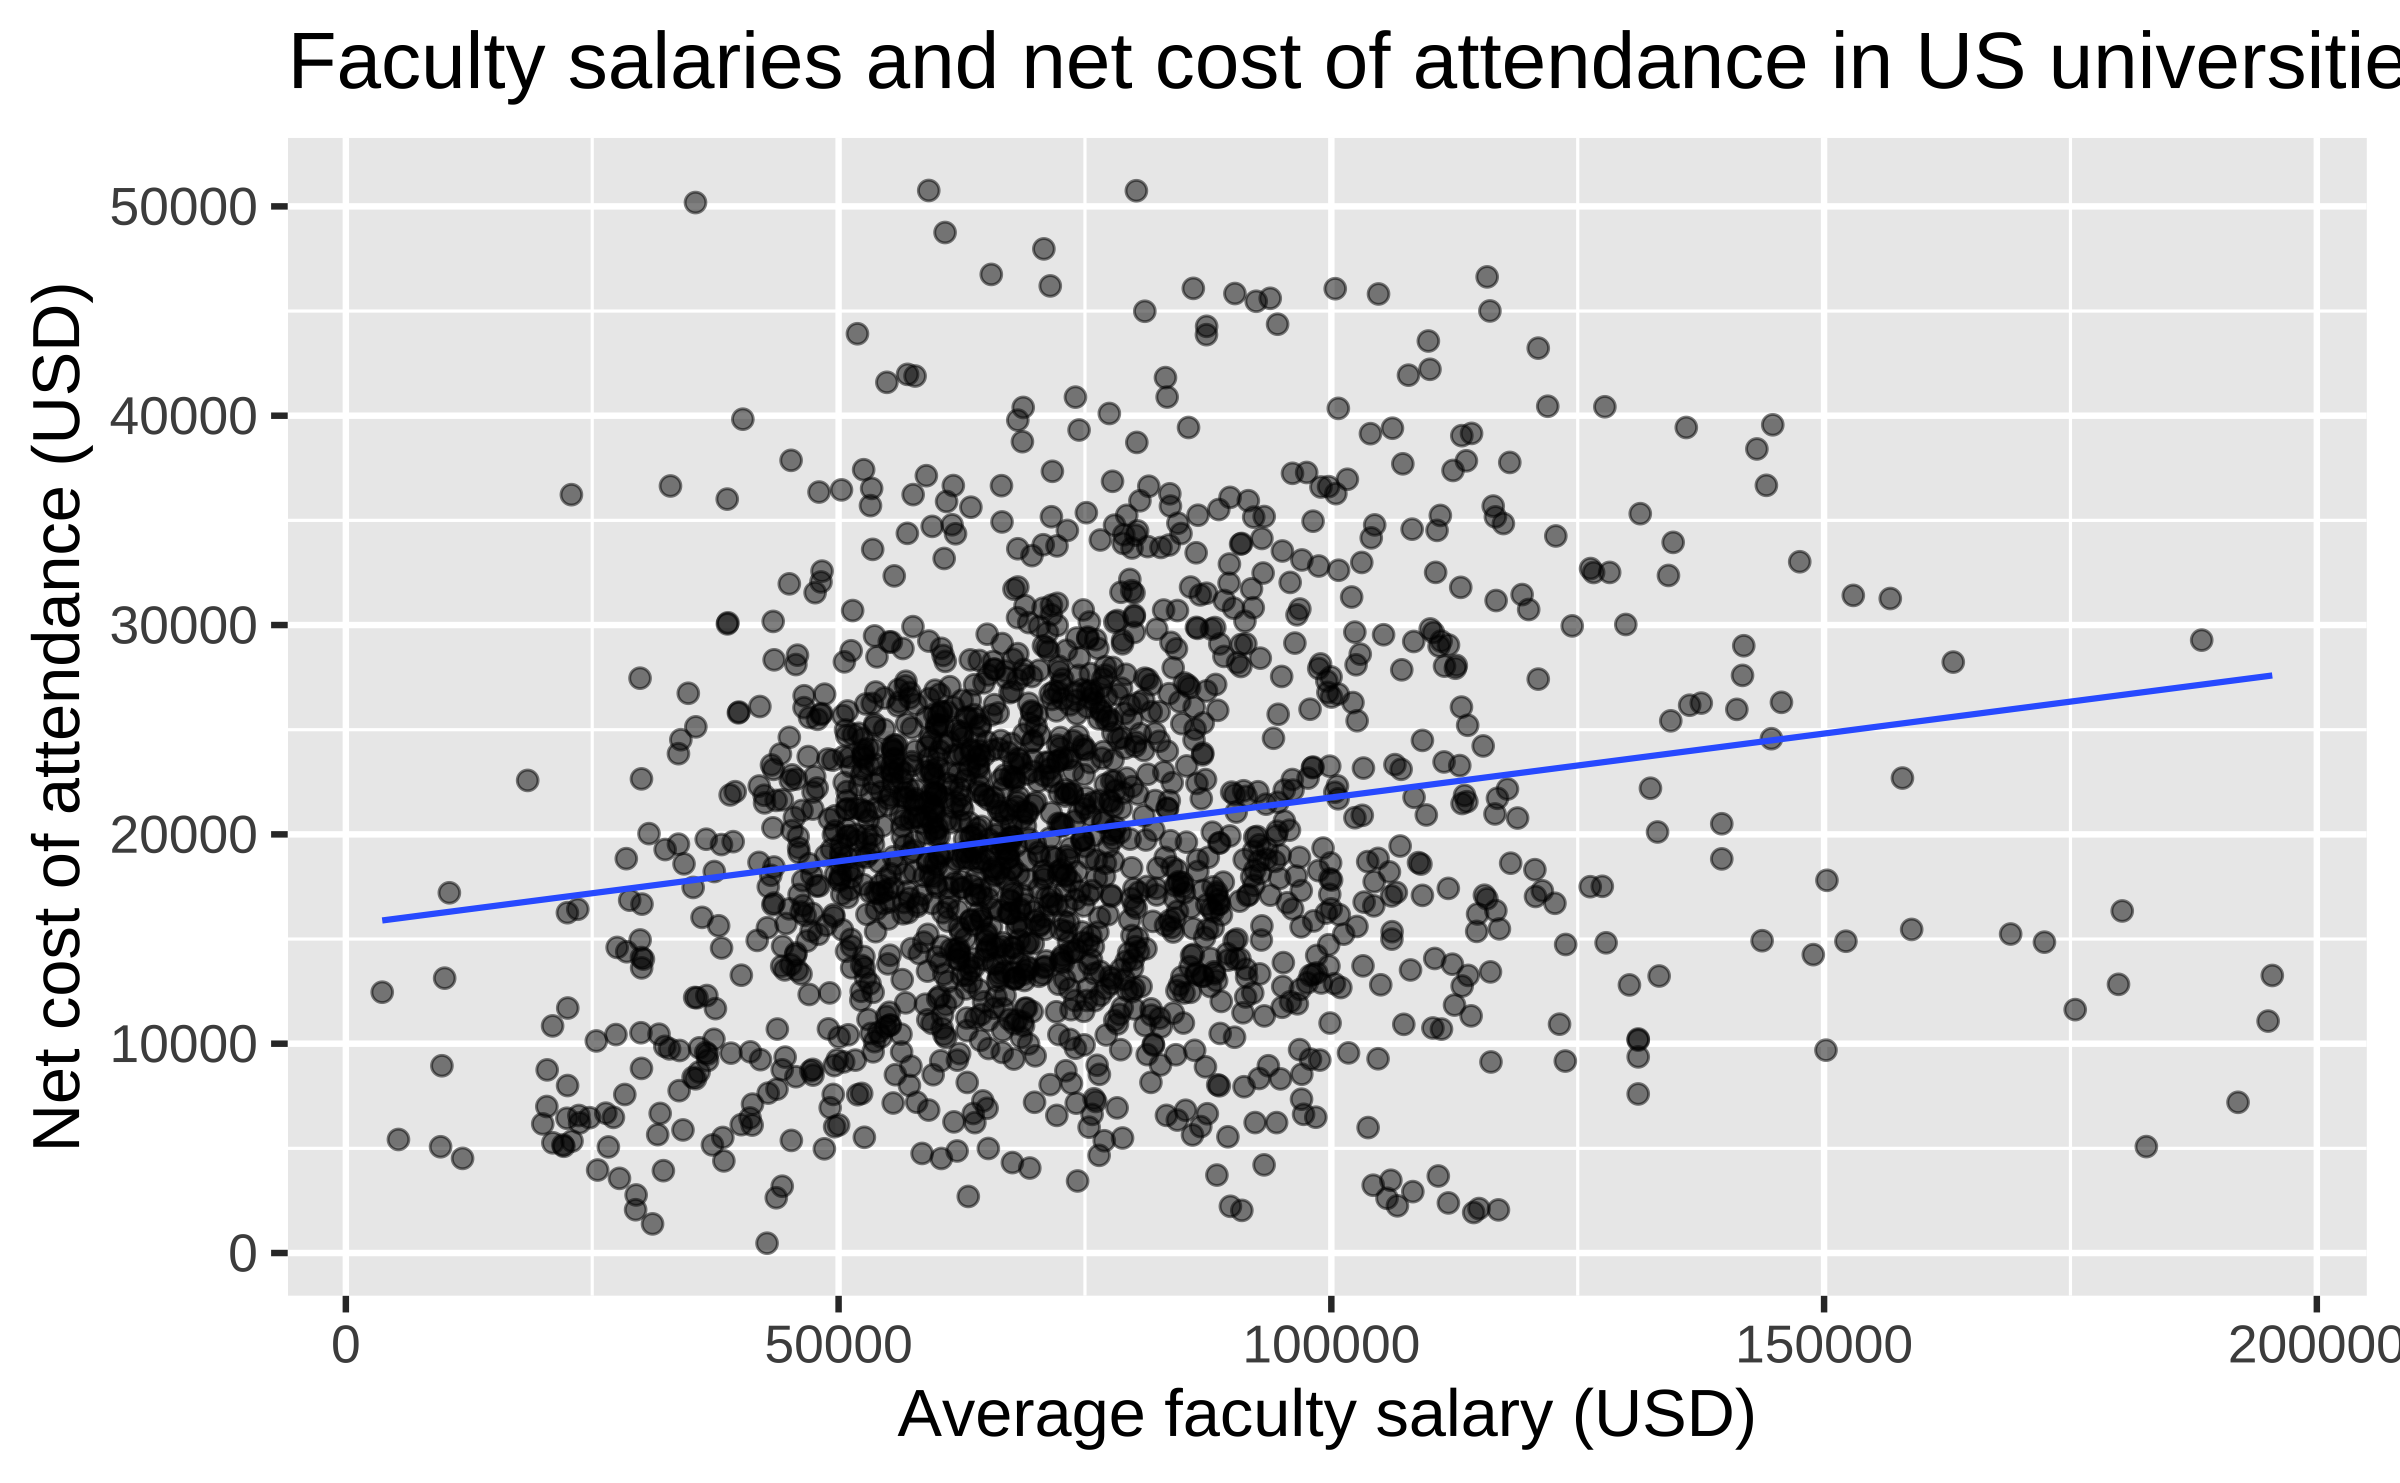 Faculty salaries and net cost of attendance in US universitie
Net cost of attendance (USD)
50000
40000
30000
20000
10000
0
0 50000 100000 150000 200000
Average faculty salary (USD)